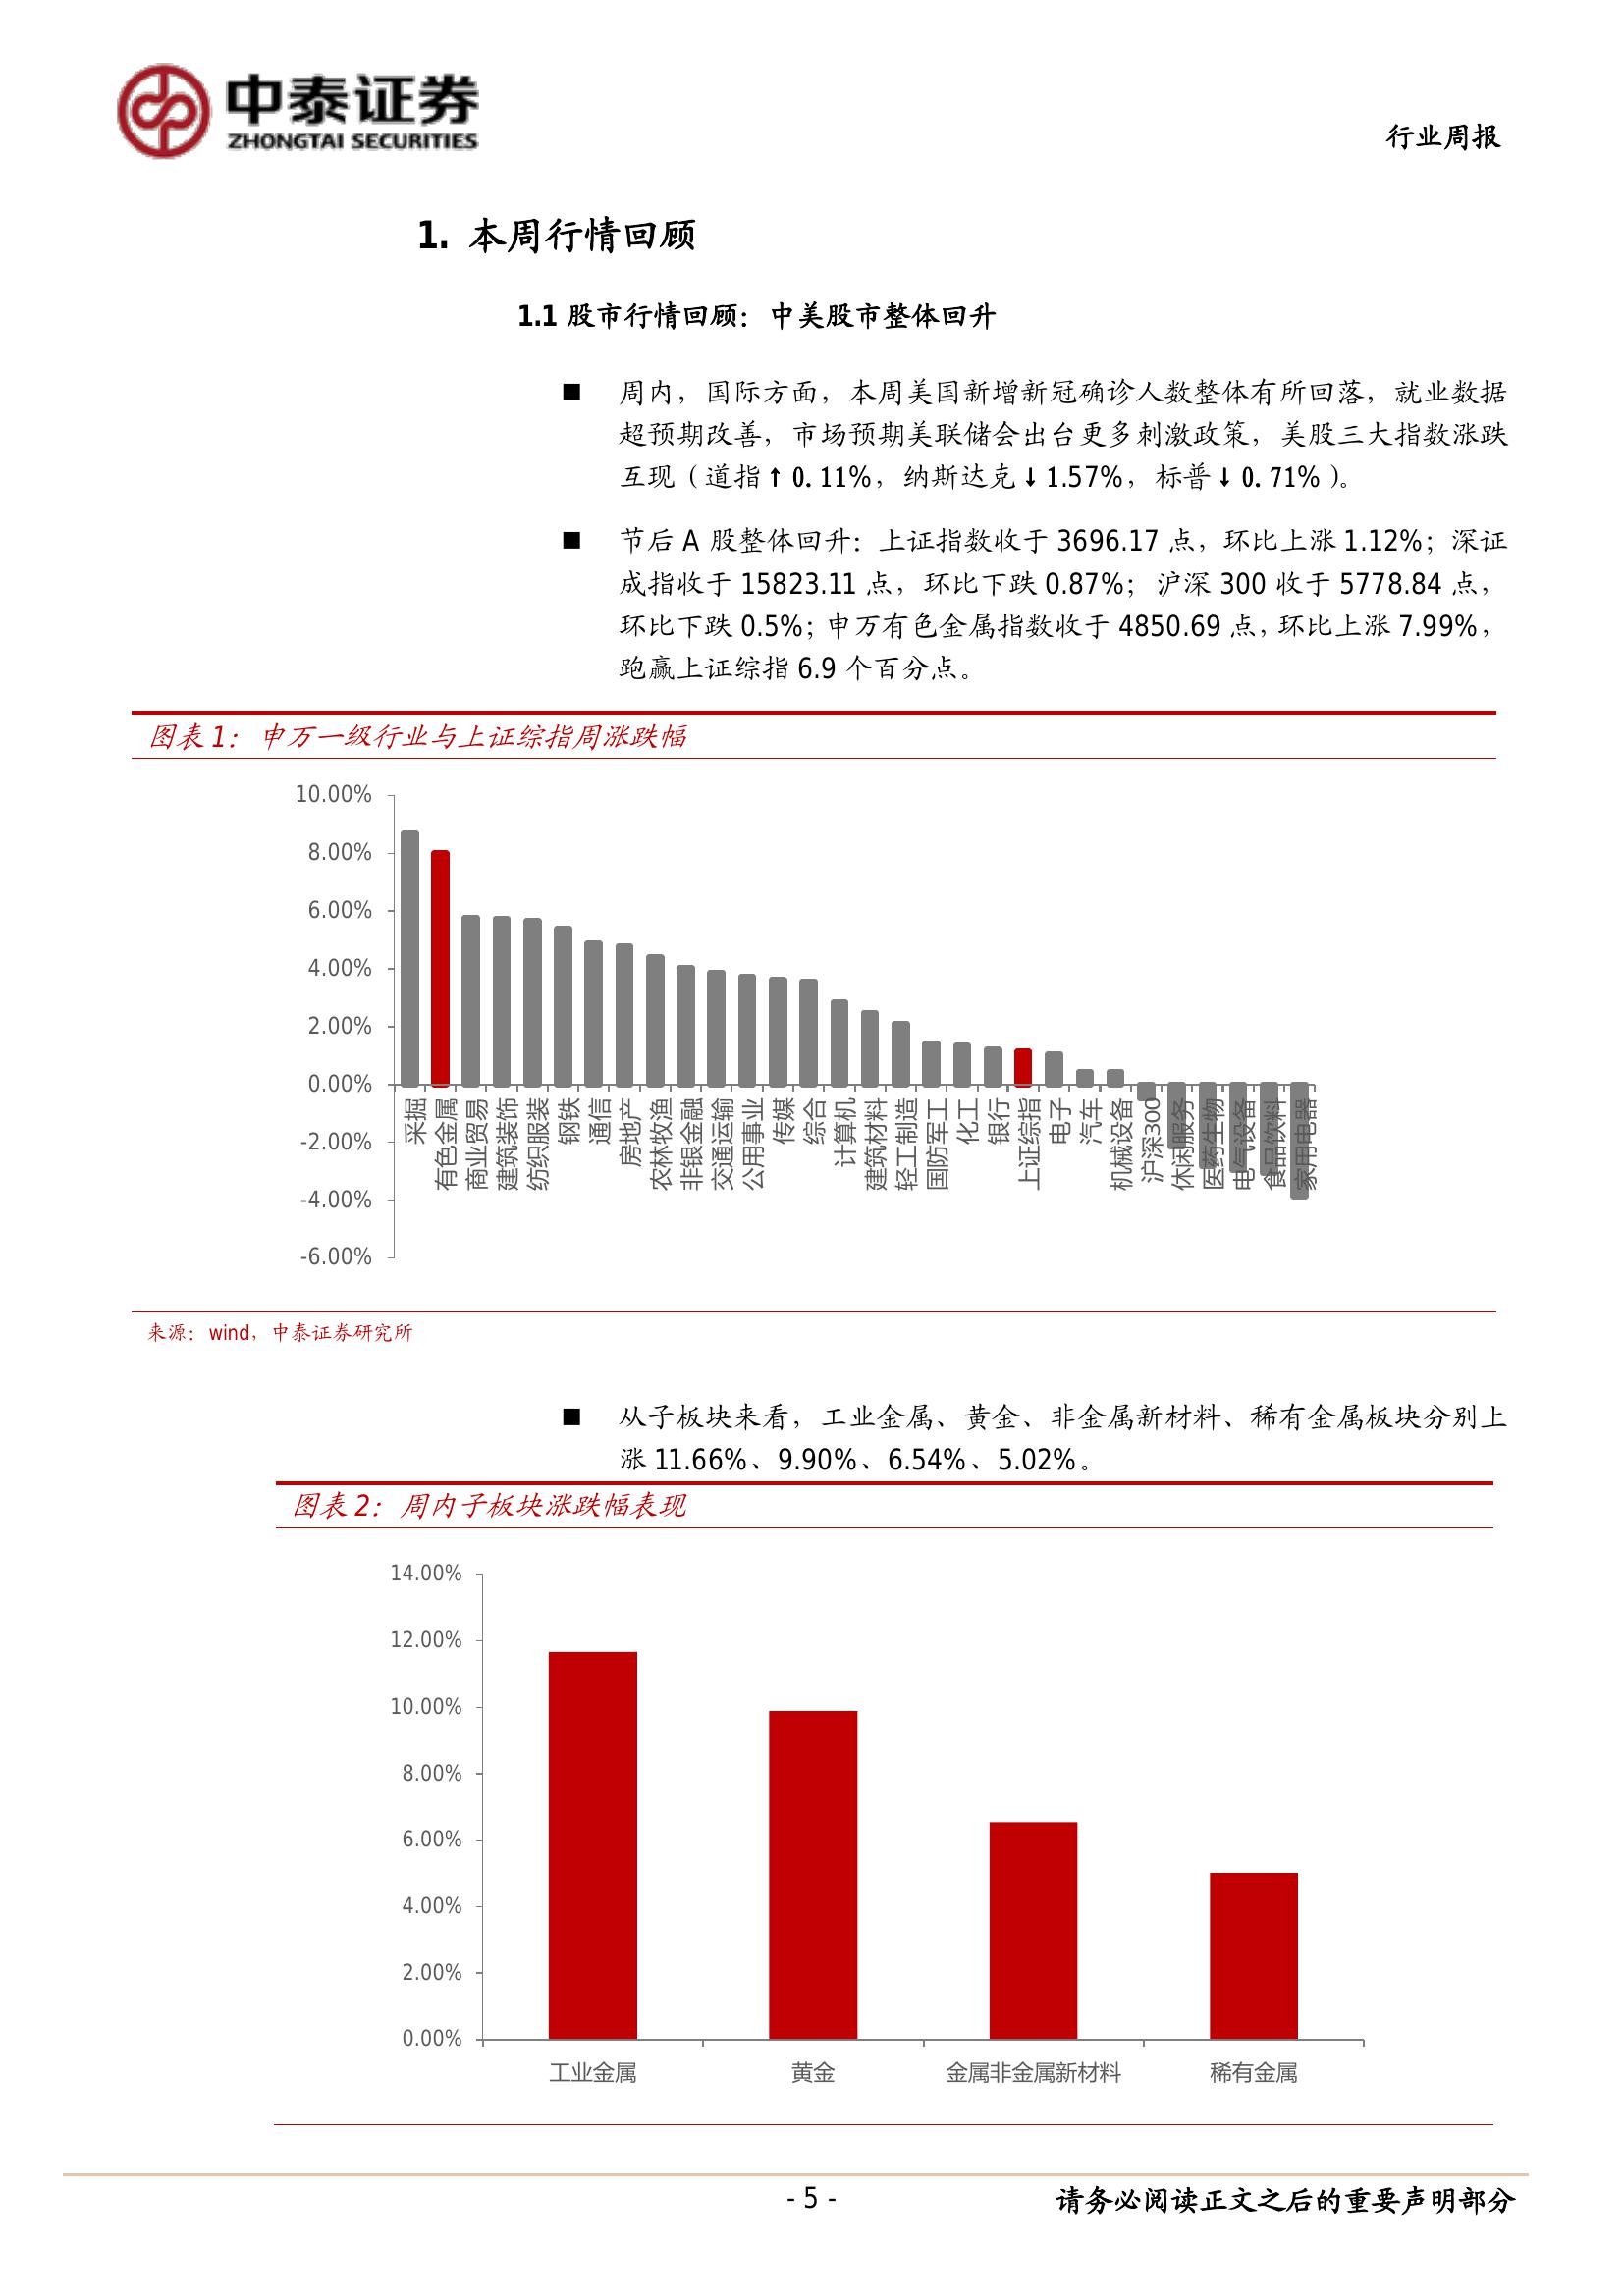 中泰证券
ZHONGTAI SECURITIES
行业周报
1. 本周行情回顾
1.1 股市行情回顾：中美股市整体回升
■ 周内，国际方面，本周美国新增新冠确诊人数整体有所回落，就业数据
超预期改善，市场预期美联储会出台更多刺激政策，美股三大指数涨跌
互现（道指↑0.11%，纳斯达克↓1.57%，标普↓0.71%）。
■ 节后 A 股整体回升：上证指数收于 3696.17 点，环比上涨 1.12%；深证
成指收于 15823.11 点，环比下跌 0.87%；沪深 300 收于 5778.84 点，
环比下跌 0.5%；申万有色金属指数收于 4850.69 点，环比上涨 7.99%，
跑赢上证综指 6.9 个百分点。
图表 1：申万一级行业与上证综指周涨跌幅
10.00%
8.00%
6.00%
4.00%
2.00%
0.00%
-2.00%
-4.00%
-6.00%
采掘
有色金属
商业贸易
建筑装饰
纺织服装
钢铁
通信
房地产
农林牧渔
非银金融
交通运输
公用事业
传媒
综合
计算机
建筑材料
轻工制造
国防军工
化工
银行
上证综指
电子
汽车
机械设备
沪深300
休闲服务
医药生物
电气设备
食品饮料
家用电器
来源：wind，中泰证券研究所
■ 从子板块来看，工业金属、黄金、非金属新材料、稀有金属板块分别上
涨 11.66%、9.90%、6.54%、5.02%。
图表 2：周内子板块涨跌幅表现
14.00%
12.00%
10.00%
8.00%
6.00%
4.00%
2.00%
0.00%
工业金属
黄金
金属非金属新材料
稀有金属
- 5 -
请务必阅读正文之后的重要声明部分